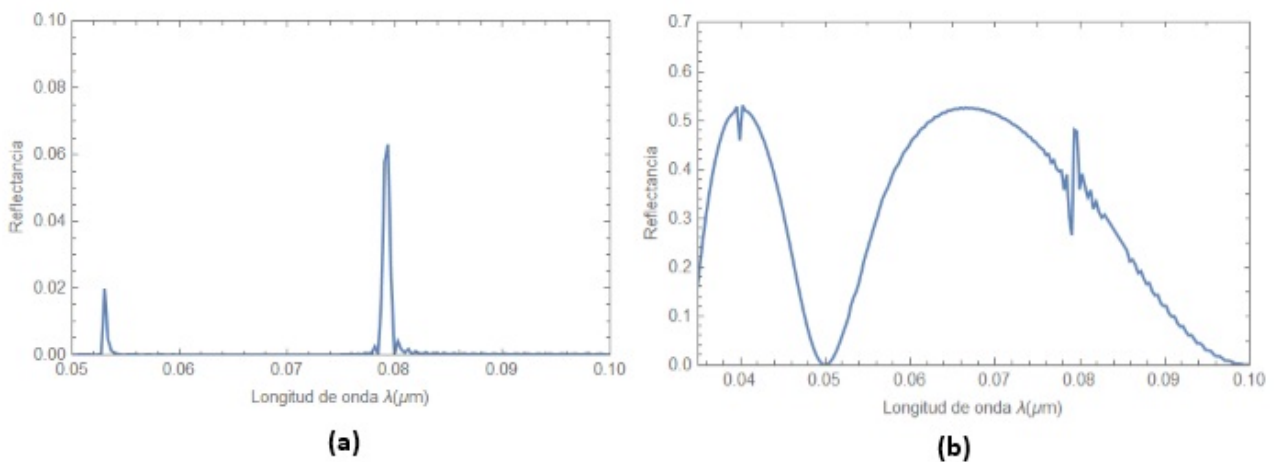 0.10
0.08
0.06
0.04
0.02
0.00
Reflectancia
0.05 0.06 0.07 0.08 0.09 0.10
Longitud de onda λ(μm)
(a)
0.7
0.6
0.5
0.4
0.3
0.2
0.1
0.0
Reflectancia
0.04 0.05 0.06 0.07 0.08 0.09 0.10
Longitud de onda λ(μm)
(b)